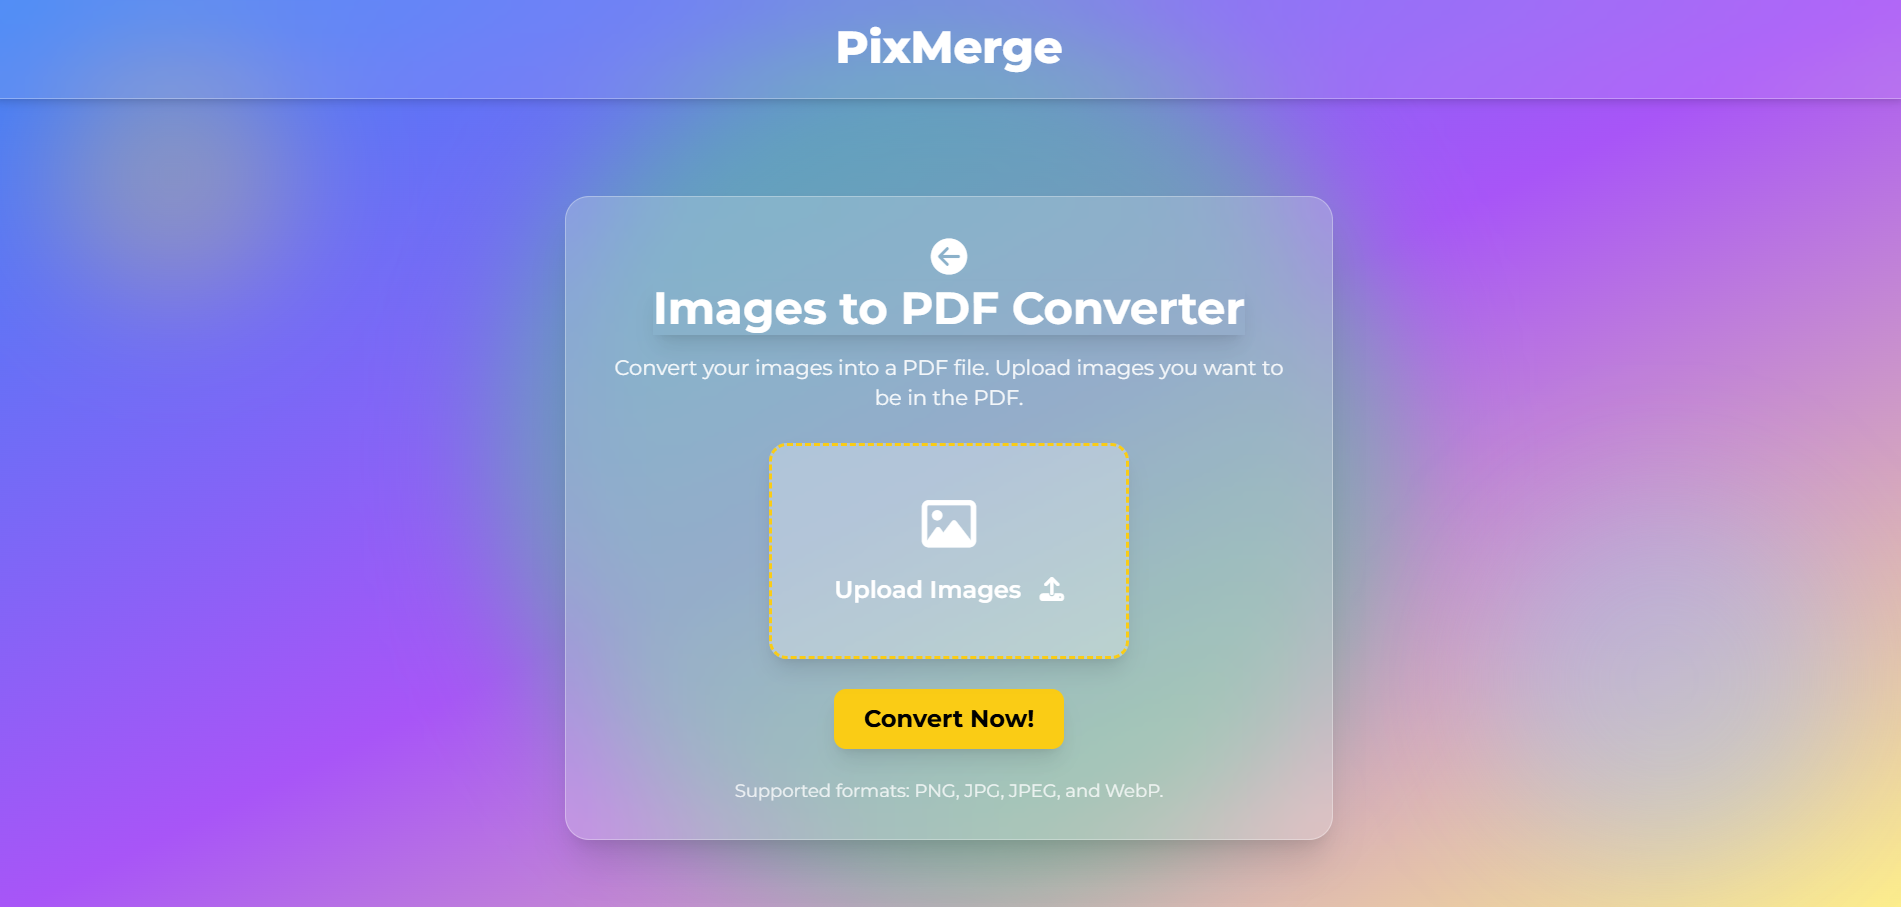 PixMerge
Images to PDF Converter
Convert your images into a PDF file. Upload images you want to
be in the PDF.
Upload Images
Convert Now!
Supported formats: PNG, JPG, JPEG, and WebP.